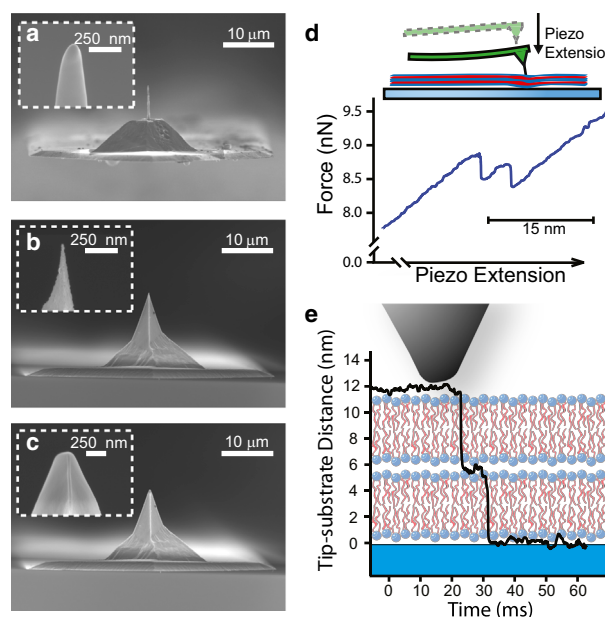 a
250 nm
10 μm
b
250 nm
10 μm
c
250 nm
10 μm
d
Piezo
Extensio
Force (nN)
9.5
9.0
8.5
8.0
0.0
15 nm
Piezo Extension
e
Tip-substrate Distance (nm)
14
12
10
8
6
4
2
0
0 10 20 30 40 50 60
Time (ms)